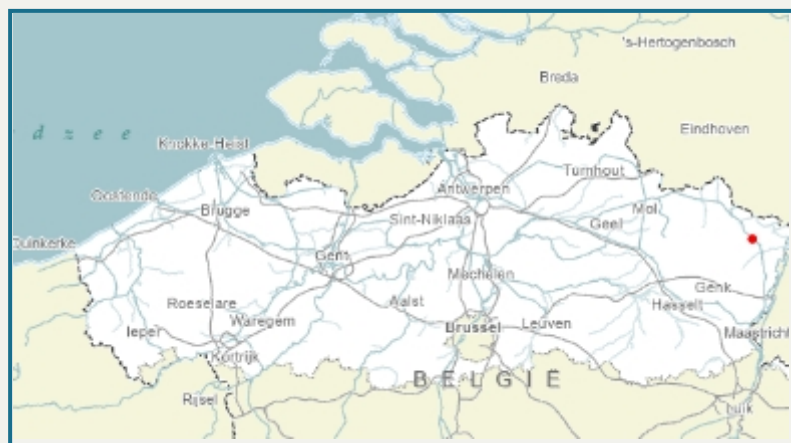 's-Hertogenbosch
Breda
d z e e
Eindhoven
Knokke-Heist
Turnhout
Oostende
Antwerpen
Mol
Brugge
Sint-Niklaas
Geel
Duinkerke
Gent
Mechelen
Genk
Roeselare
Aalst
Hasselt
Ieper
Waregem
Brussel
Leuven
Maastricht
Kortrijk
BELGIË
Rijsel
Luik